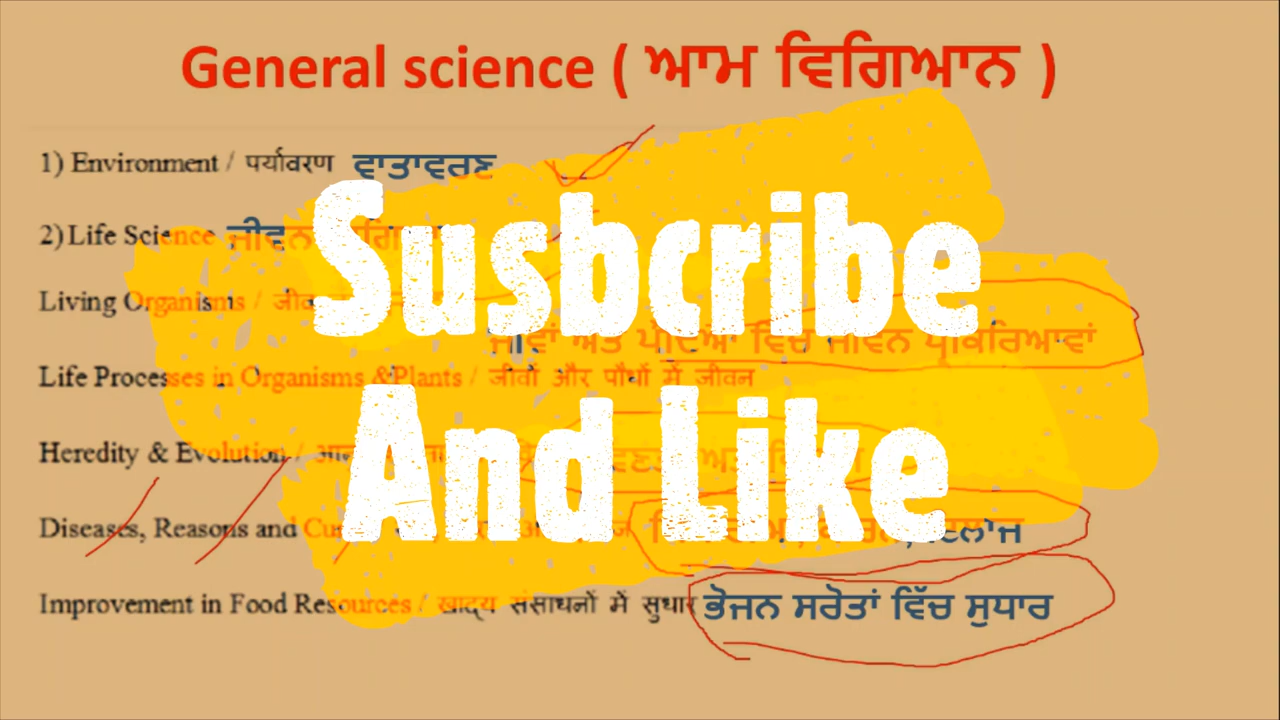 General science ( ਆਮ ਵਿਗਿਆਨ )
1) Environment / पर्यावरण ਵਾਤਾਵਰਣ
2) Life Science ਜੀਵਨ
Susbcribe
Living Organisms /
ਜੀਵਾਂ ਅਤੇ ਪੌਦਿਆਂ ਵਿੱਚ ਜੀਵਨ ਪ੍ਰਕਿਰਿਆਵਾਂ
Life Processes in Organisms &Plants / जीवों और पौधों में जीवन
And Like
Heredity & Evolution /
Diseases, Reasons and ਇਲਾਜ
Improvement in Food Resources / खाद्य संसाधनों में सुधार ਭੋਜਨ ਸਰੋਤਾਂ ਵਿੱਚ ਸੁਧਾਰ